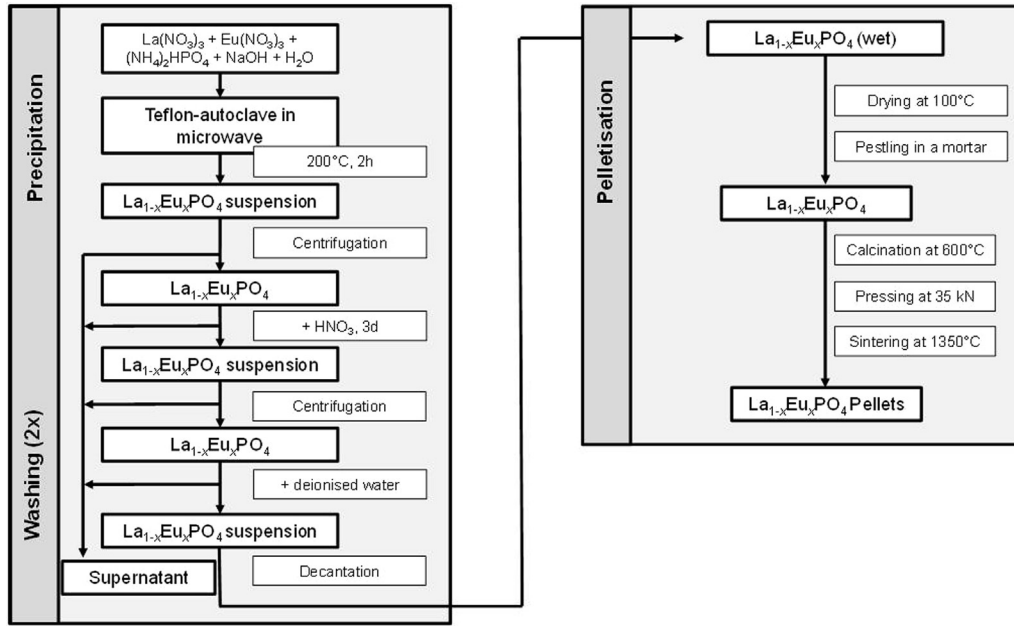 Precipitation
La(NO₃)₃ + Eu(NO₃)₃ +
(NH₄)₂HPO₄ + NaOH + H₂O
Teflon-autoclave in
microwave
200°C, 2h
La₁₋ₓEuₓPO₄ suspension
Centrifugation
La₁₋ₓEuₓPO₄
+ HNO₃, 3d
Washing (2x)
La₁₋ₓEuₓPO₄ suspension
Centrifugation
La₁₋ₓEuₓPO₄
+ deionised water
La₁₋ₓEuₓPO₄ suspension
Decantation
Supernatant
Pelletisation
La₁₋ₓEuₓPO₄ (wet)
Drying at 100°C
Pestling in a mortar
La₁₋ₓEuₓPO₄
Calcination at 600°C
Pressing at 35 kN
Sintering at 1350°C
La₁₋ₓEuₓPO₄ Pellets